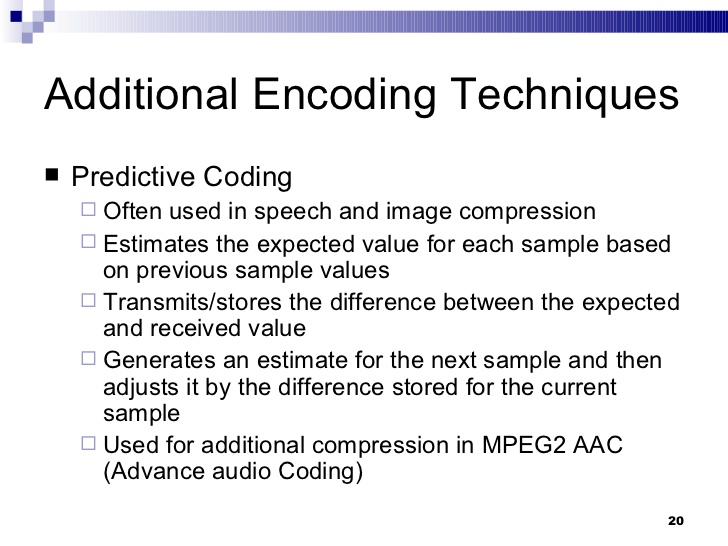 Additional Encoding Techniques
Predictive Coding
Often used in speech and image compression
Estimates the expected value for each sample based
on previous sample values
Transmits/stores the difference between the expected
and received value
Generates an estimate for the next sample and then
adjusts it by the difference stored for the current
sample
Used for additional compression in MPEG2 AAC
(Advance audio Coding)
20